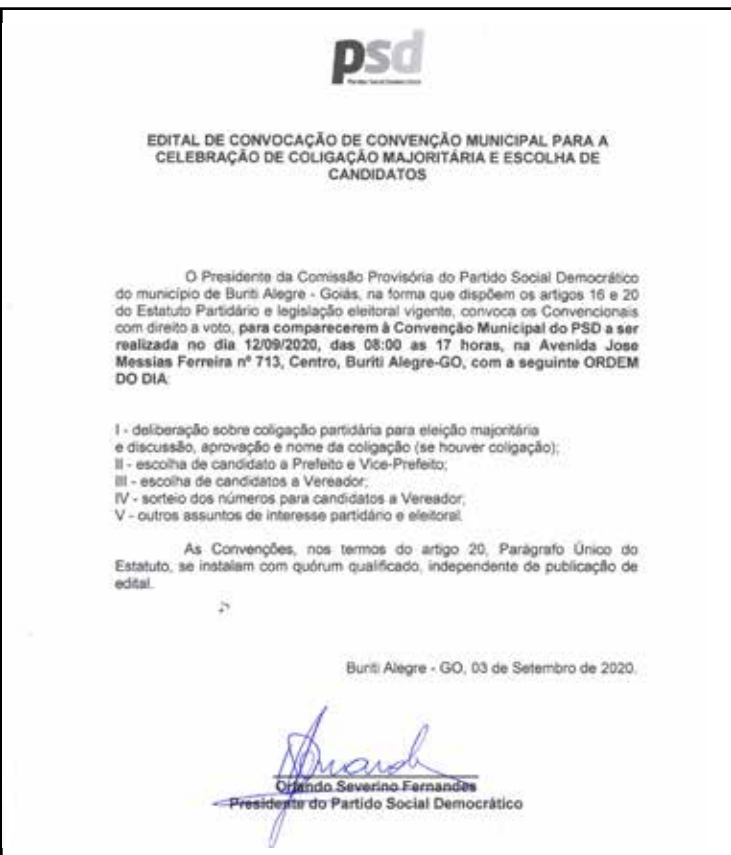 psd
Partido Social Democrático
EDITAL DE CONVOCAÇÃO DE CONVENÇÃO MUNICIPAL PARA A
CELEBRAÇÃO DE COLIGAÇÃO MAJORITÁRIA E ESCOLHA DE
CANDIDATOS
O Presidente da Comissão Provisória do Partido Social Democrático
do município de Buriti Alegre - Goiás, na forma que dispõem os artigos 16 e 20
do Estatuto Partidário e legislação eleitoral vigente, convoca os Convencionais
com direito a voto, para comparecerem à Convenção Municipal do PSD a ser
realizada no dia 12/09/2020, das 08:00 as 17 horas, na Avenida Jose
Messias Ferreira nº 713, Centro, Buriti Alegre-GO, com a seguinte ORDEM
DO DIA:
I - deliberação sobre coligação partidária para eleição majoritária
e discussão, aprovação e nome da coligação (se houver coligação);
II - escolha de candidato a Prefeito e Vice-Prefeito;
III - escolha de candidatos a Vereador;
IV - sorteio dos números para candidatos a Vereador;
V - outros assuntos de interesse partidário e eleitoral.
As Convenções, nos termos do artigo 20, Parágrafo Único do
Estatuto, se instalam com quórum qualificado, independente de publicação de
edital.
Buriti Alegre - GO, 03 de Setembro de 2020.
Orlando Severino Fernandes
Presidente do Partido Social Democrático